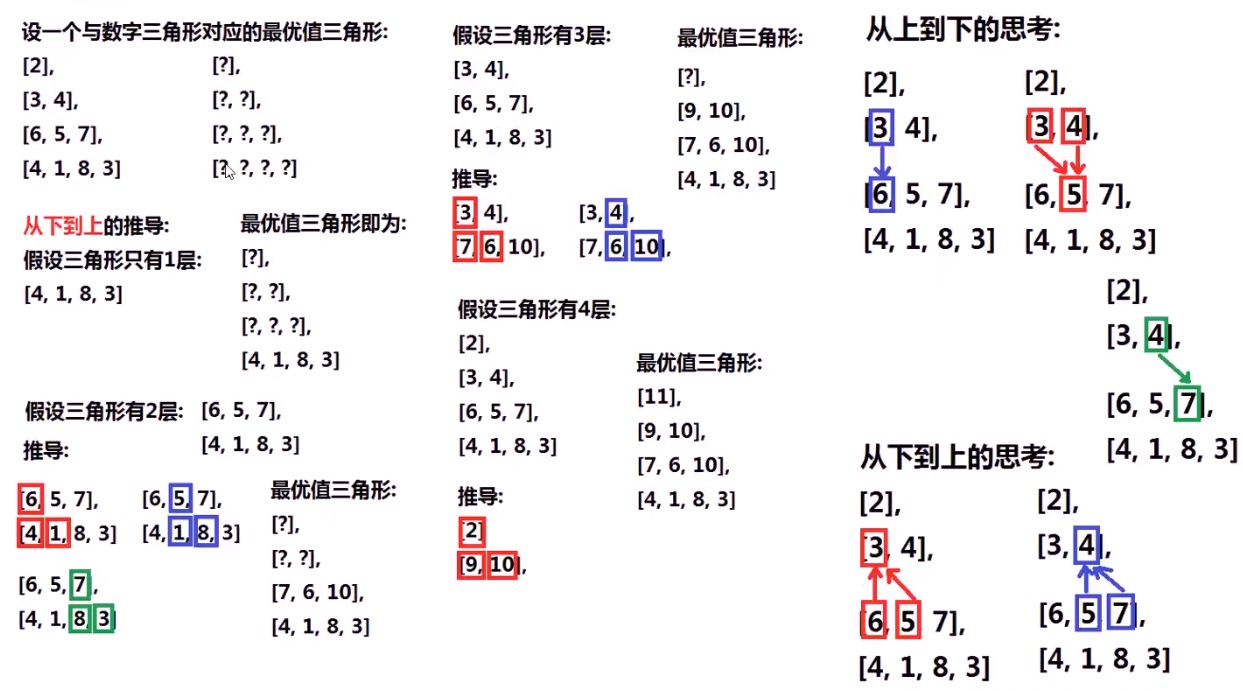 设一个与数字三角形对应的最优值三角形:
[2],
[3, 4],
[6, 5, 7],
[4, 1, 8, 3]
[?],
[?, ?],
[?, ?, ?],
[?, ?, ?, ?]
从下到上的推导:
假设三角形只有1层:
[4, 1, 8, 3]
最优值三角形即为:
[?],
[?, ?],
[?, ?, ?],
[4, 1, 8, 3]
假设三角形有2层:
[6, 5, 7],
[4, 1, 8, 3]
推导:
[6, 5, 7],
[4, 1, 8, 3]
[6, 5, 7],
[4, 1, 8, 3]
[6, 5, 7],
[4, 1, 8, 3]
最优值三角形:
[?],
[?, ?],
[7, 6, 10],
[4, 1, 8, 3]
假设三角形有3层:
[3, 4],
[6, 5, 7],
[4, 1, 8, 3]
最优值三角形:
[?],
[9, 10],
[7, 6, 10],
[4, 1, 8, 3]
推导:
[3, 4],
[7, 6, 10],
[3, 4],
[7, 6, 10],
假设三角形有4层:
[2],
[3, 4],
[6, 5, 7],
[4, 1, 8, 3]
最优值三角形:
[11],
[9, 10],
[7, 6, 10],
[4, 1, 8, 3]
推导:
[2]
[9, 10],
从上到下的思考:
[2],
[3, 4],
[6, 5, 7],
[4, 1, 8, 3]
[2],
[3, 4],
[6, 5, 7],
[4, 1, 8, 3]
[2],
[3, 4],
[6, 5, 7],
[4, 1, 8, 3]
从下到上的思考:
[2],
[3, 4],
[6, 5, 7],
[4, 1, 8, 3]
[2],
[3, 4],
[6, 5, 7],
[4, 1, 8, 3]